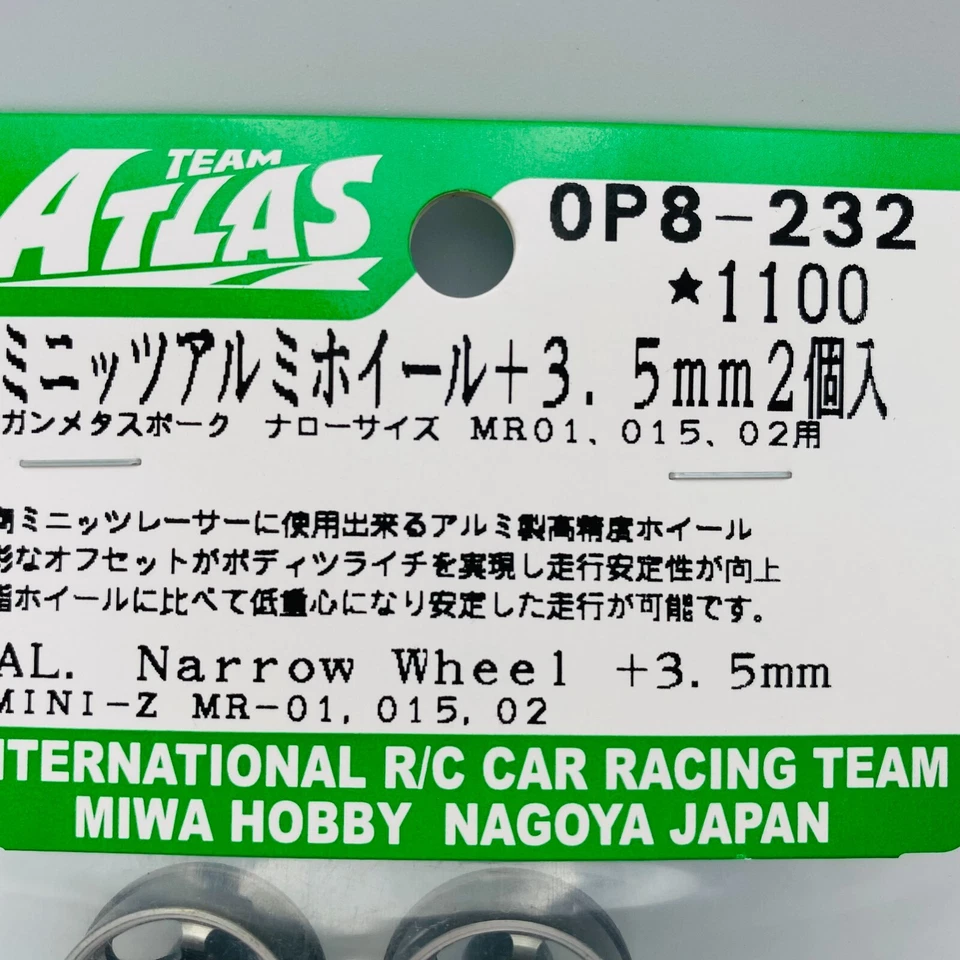 TEAM
ATLAS
OP8-232
★1100
ミニッツアルミホイール+3.5mm2個入
ガンメタスポーク ナローサイズ MR01、015、02用
ミニッツレーサーに使用出来るアルミ製高精度ホイール
なオフセットがボディツライチを実現し走行安定性が向上
ホイールに比べて低重心になり安定した走行が可能です。
AL. Narrow Wheel +3.5mm
MINI-Z MR-01,015,02
INTERNATIONAL R/C CAR RACING TEAM
MIWA HOBBY NAGOYA JAPAN